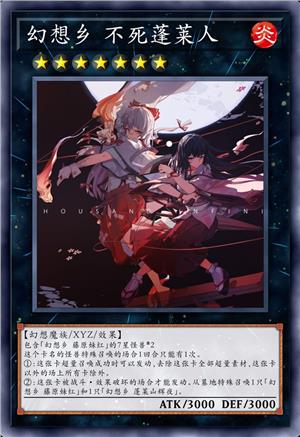 幻想乡 不死蓬莱人
炎
HOUSAN
INI
【幻想魔族/XYZ/效果】
包含「幻想乡 藤原妹红」的7星怪兽*2
这个卡名的怪兽特殊召唤的场合1回合只能有1次。
①:这张卡超量召唤成功时可以发动,去除这张卡全部超量素材,这张卡
以外的场上所有卡除外。
②:这张卡被战斗·效果破坏的场合才能发动。从墓地特殊召唤1只「幻想
乡 藤原妹红」和1只「幻想乡 蓬莱山辉夜」。
ATK/3000 DEF/3000